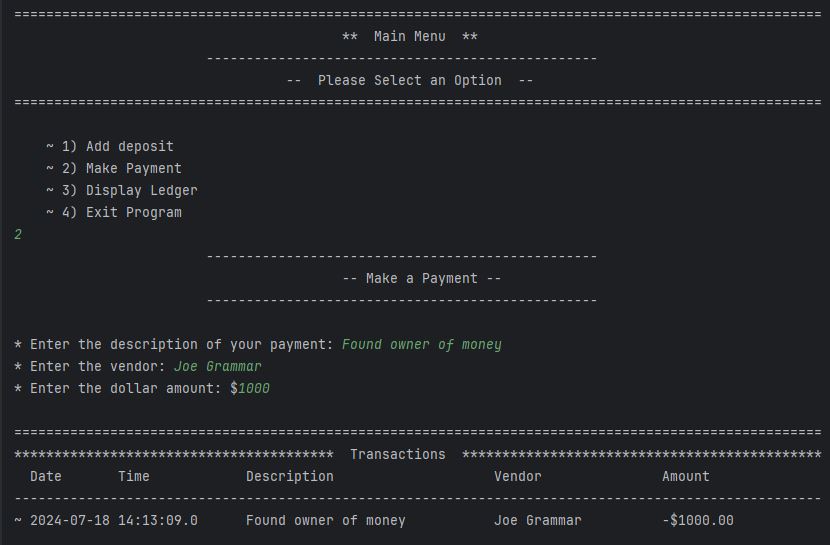 =====================================================================================================
** Main Menu **
-------------------------------------------------
-- Please Select an Option --
=====================================================================================================
~ 1) Add deposit
~ 2) Make Payment
~ 3) Display Ledger
~ 4) Exit Program
2
-------------------------------------------------
-- Make a Payment --
-------------------------------------------------
* Enter the description of your payment: Found owner of money
* Enter the vendor: Joe Grammar
* Enter the dollar amount: $1000
=====================================================================================================
**************************************** Transactions *********************************************
Date Time Description Vendor Amount
-----------------------------------------------------------------------------------------------------
~ 2024-07-18 14:13:09.0 Found owner of money Joe Grammar -$1000.00